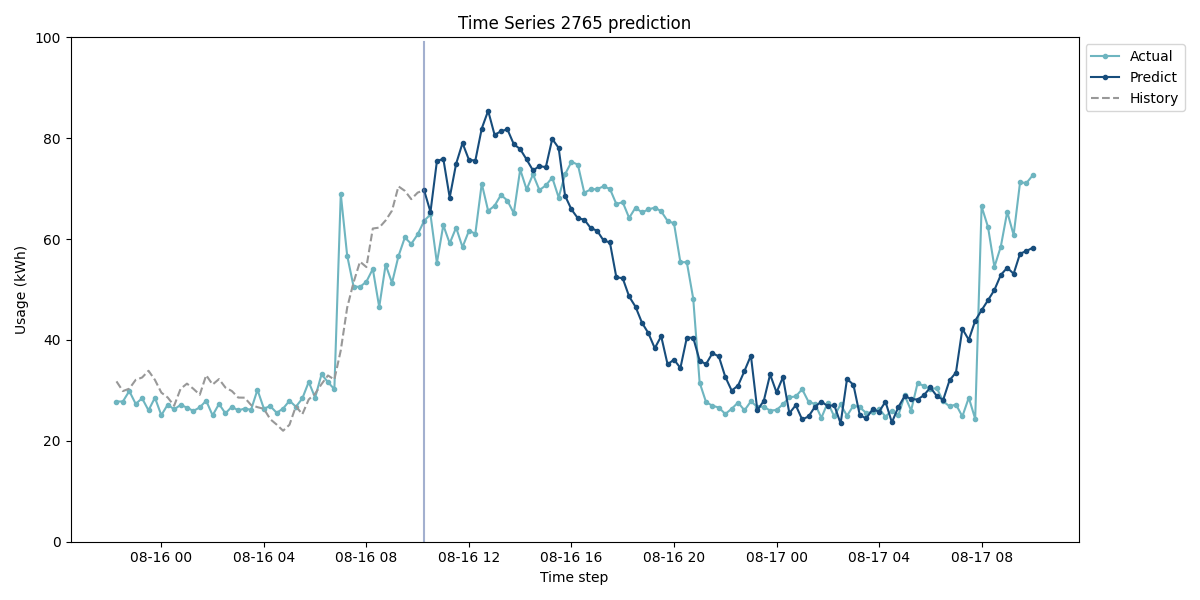 Time Series 2765 prediction
100
80
60
40
20
0
Usage (kWh)
08-16 00
08-16 04
08-16 08
08-16 12
08-16 16
08-16 20
08-17 00
08-17 04
08-17 08
Time step
Actual
Predict
History